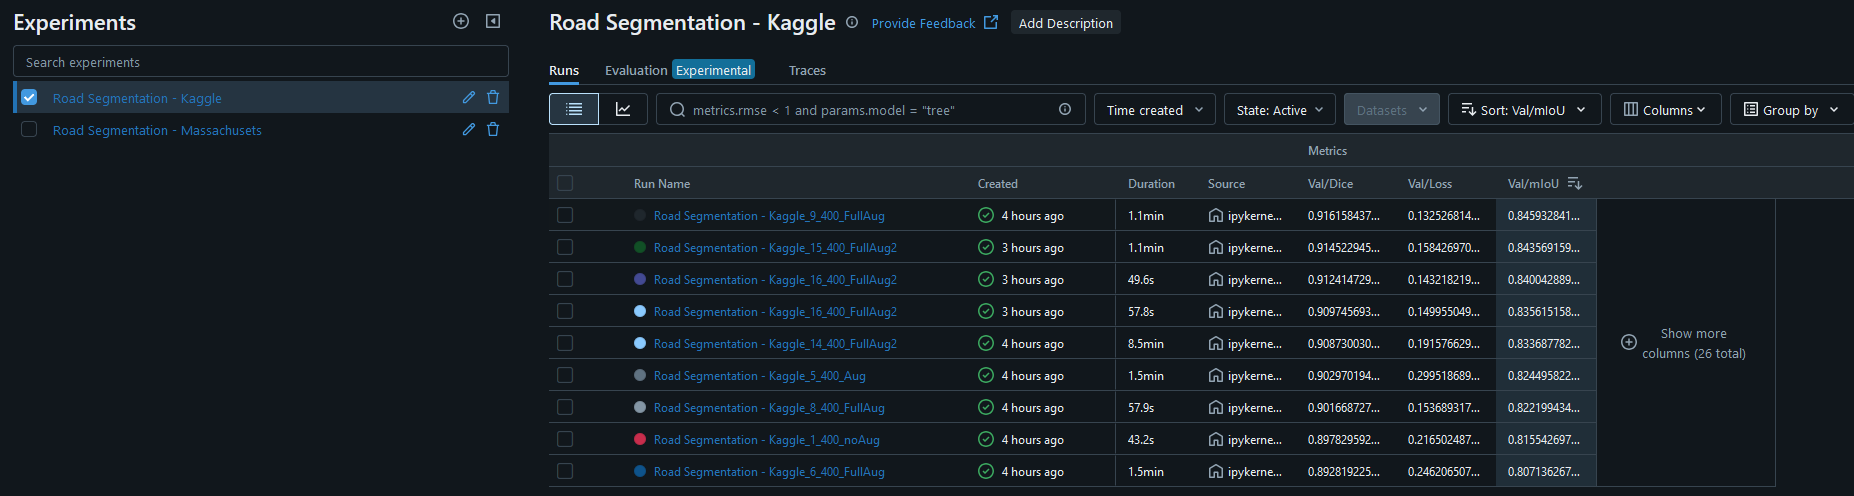 Experiments
Search experiments
Road Segmentation - Kaggle
Road Segmentation - Massachusets
Road Segmentation - Kaggle Provide Feedback Add Description
Runs Evaluation Experimental Traces
metrics.rmse < 1 and params.model = "tree" Time created State: Active Datasets Sort: Val/mIoU Columns Group by
Metrics
Run Name Created Duration Source Val/Dice Val/Loss Val/mIoU
Road Segmentation - Kaggle_9_400_FullAug 4 hours ago 1.1min ipykerne... 0.916158437... 0.132526814... 0.845932841...
Road Segmentation - Kaggle_15_400_FullAug2 3 hours ago 1.1min ipykerne... 0.914522945... 0.158426970... 0.843569159...
Road Segmentation - Kaggle_16_400_FullAug2 3 hours ago 49.6s ipykerne... 0.912414729... 0.143218219... 0.840042889...
Road Segmentation - Kaggle_16_400_FullAug2 3 hours ago 57.8s ipykerne... 0.909745693... 0.149955049... 0.835615158...
Road Segmentation - Kaggle_14_400_FullAug2 4 hours ago 8.5min ipykerne... 0.908730030... 0.191576629... 0.833687782...
Road Segmentation - Kaggle_5_400_Aug 4 hours ago 1.5min ipykerne... 0.902970194... 0.299518689... 0.824495822...
Road Segmentation - Kaggle_8_400_FullAug 4 hours ago 57.9s ipykerne... 0.901668727... 0.153689317... 0.822199434...
Road Segmentation - Kaggle_1_400_noAug 4 hours ago 43.2s ipykerne... 0.897829592... 0.216502487... 0.815542697...
Road Segmentation - Kaggle_6_400_FullAug 4 hours ago 1.5min ipykerne... 0.892819225... 0.246206507... 0.807136267...
Show more
columns (26 total)